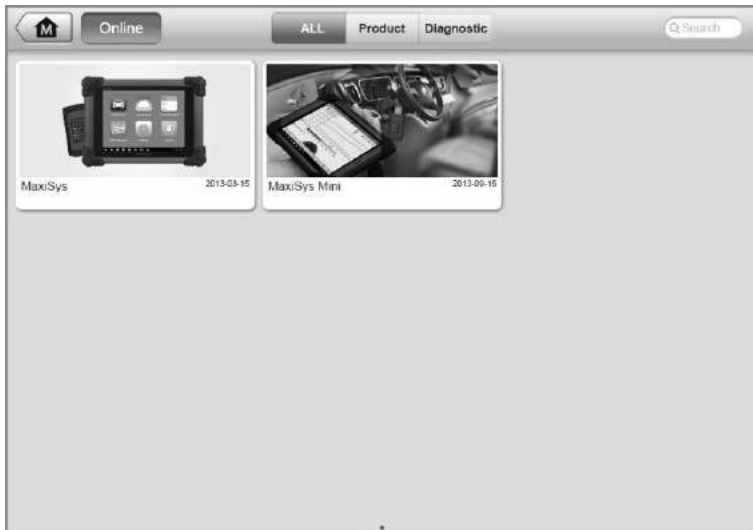 M
Online
ALL
Product
Diagnostic
Search
MaxiSys
2013-03-15
MaxiSys Mini
2013-09-15